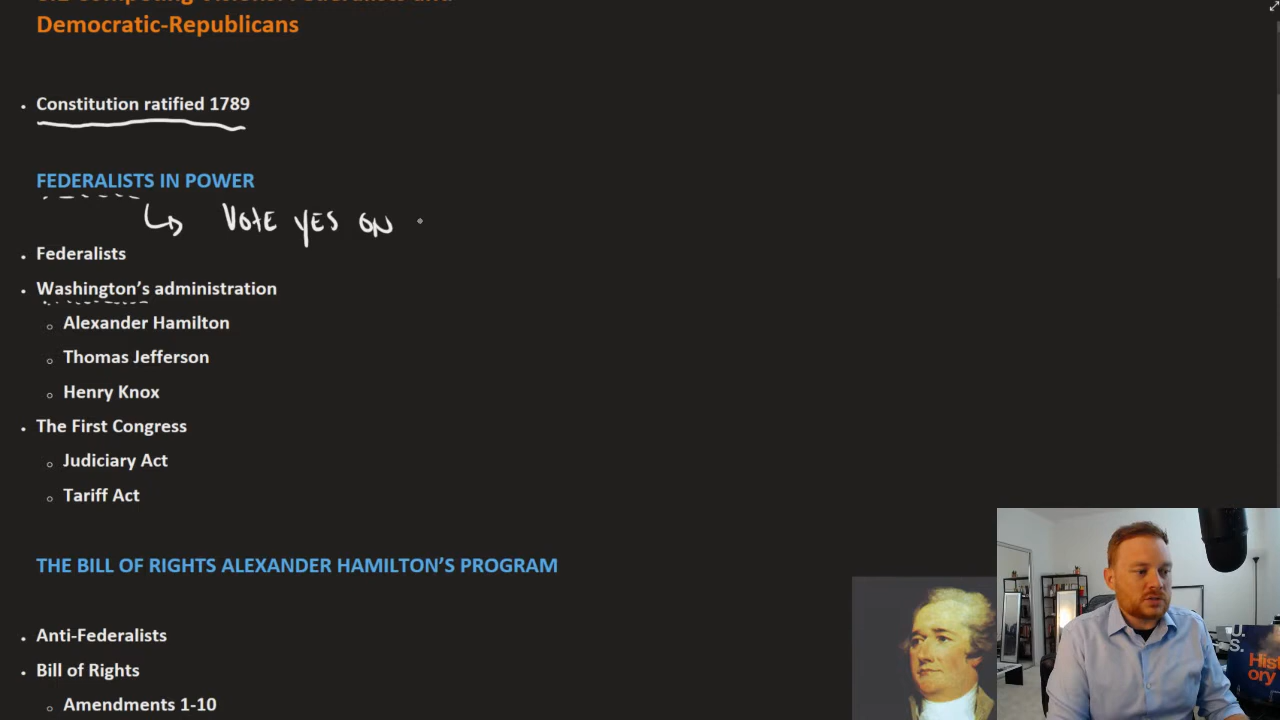 Democratic-Republicans
• Constitution ratified 1789
FEDERALISTS IN POWER
VOTE YES ON
• Federalists
• Washington's administration
○ Alexander Hamilton
○ Thomas Jefferson
○ Henry Knox
• The First Congress
○ Judiciary Act
○ Tariff Act
THE BILL OF RIGHTS ALEXANDER HAMILTON'S PROGRAM
• Anti-Federalists
• Bill of Rights
○ Amendments 1-10
U.
S.
Hist
ory